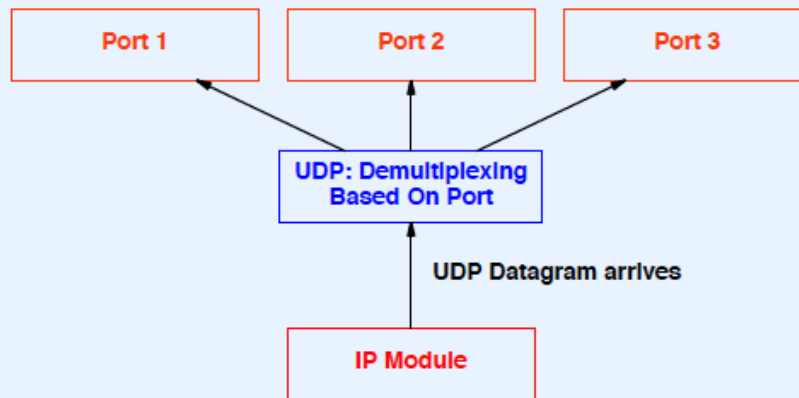 Port 1
Port 2
Port 3
UDP: Demultiplexing
Based On Port
UDP Datagram arrives
IP Module